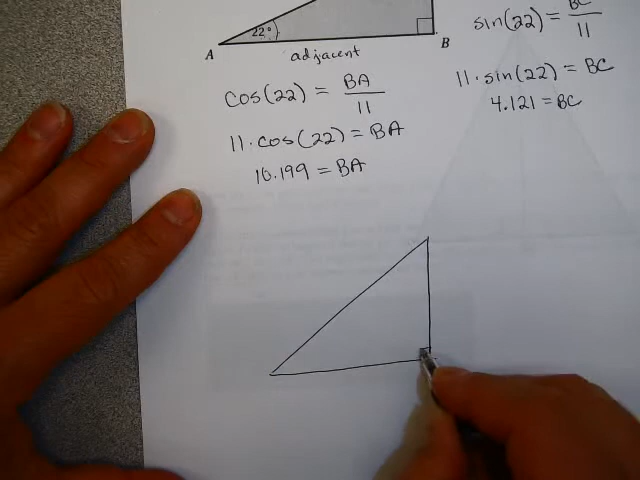 22°
A
adjacent
B
cos(22) = BA/11
11·cos(22) = BA
10.199 = BA
sin(22) = BC/11
11·sin(22) = BC
4.121 = BC